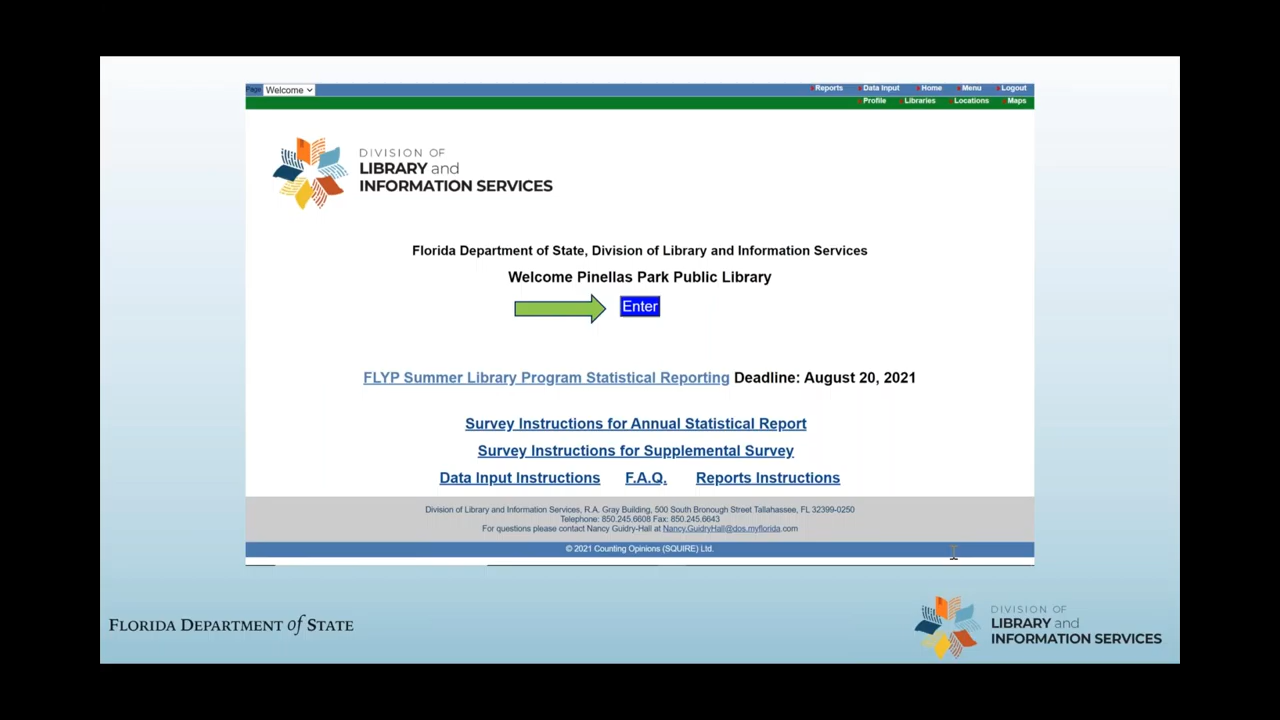 Page Welcome
Reports Data Input Home Menu Logout
Profile Libraries Locations Maps
DIVISION OF
LIBRARY and
INFORMATION SERVICES
Florida Department of State, Division of Library and Information Services
Welcome Pinellas Park Public Library
Enter
FLYP Summer Library Program Statistical Reporting Deadline: August 20, 2021
Survey Instructions for Annual Statistical Report
Survey Instructions for Supplemental Survey
Data Input Instructions F.A.Q. Reports Instructions
Division of Library and Information Services, R.A. Gray Building, 500 South Bronough Street Tallahassee, FL 32399-0250
Telephone: 850.245.6608 Fax: 850.245.6643
For questions please contact Nancy Guidry-Hall at Nancy.GuidryHall@dos.myflorida.com
© 2021 Counting Opinions (SQUIRE) Ltd.
FLORIDA DEPARTMENT of STATE
DIVISION OF
LIBRARY and
INFORMATION SERVICES